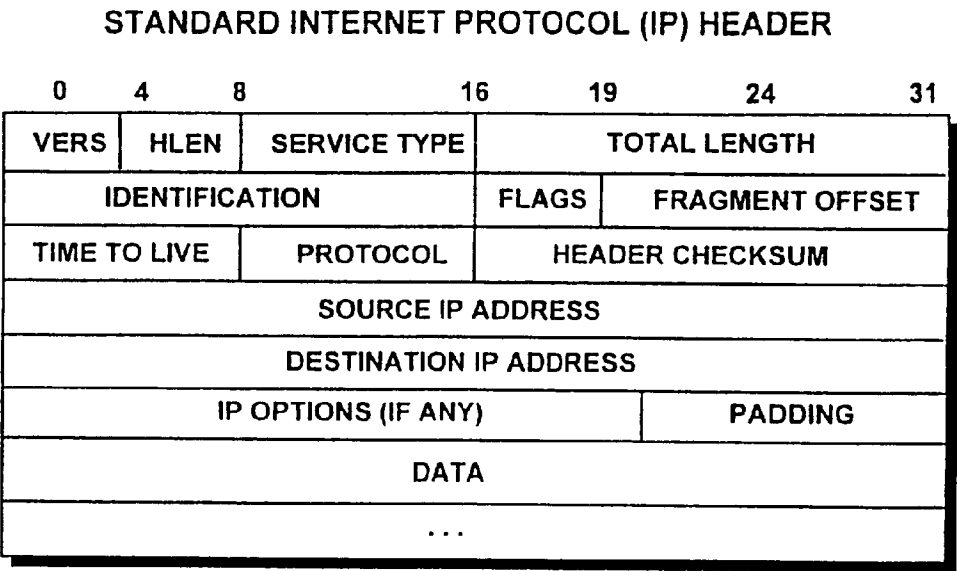 STANDARD INTERNET PROTOCOL (IP) HEADER
0 4 8 16 19 24 31
VERS HLEN SERVICE TYPE TOTAL LENGTH
IDENTIFICATION FLAGS FRAGMENT OFFSET
TIME TO LIVE PROTOCOL HEADER CHECKSUM
SOURCE IP ADDRESS
DESTINATION IP ADDRESS
IP OPTIONS (IF ANY) PADDING
DATA
...